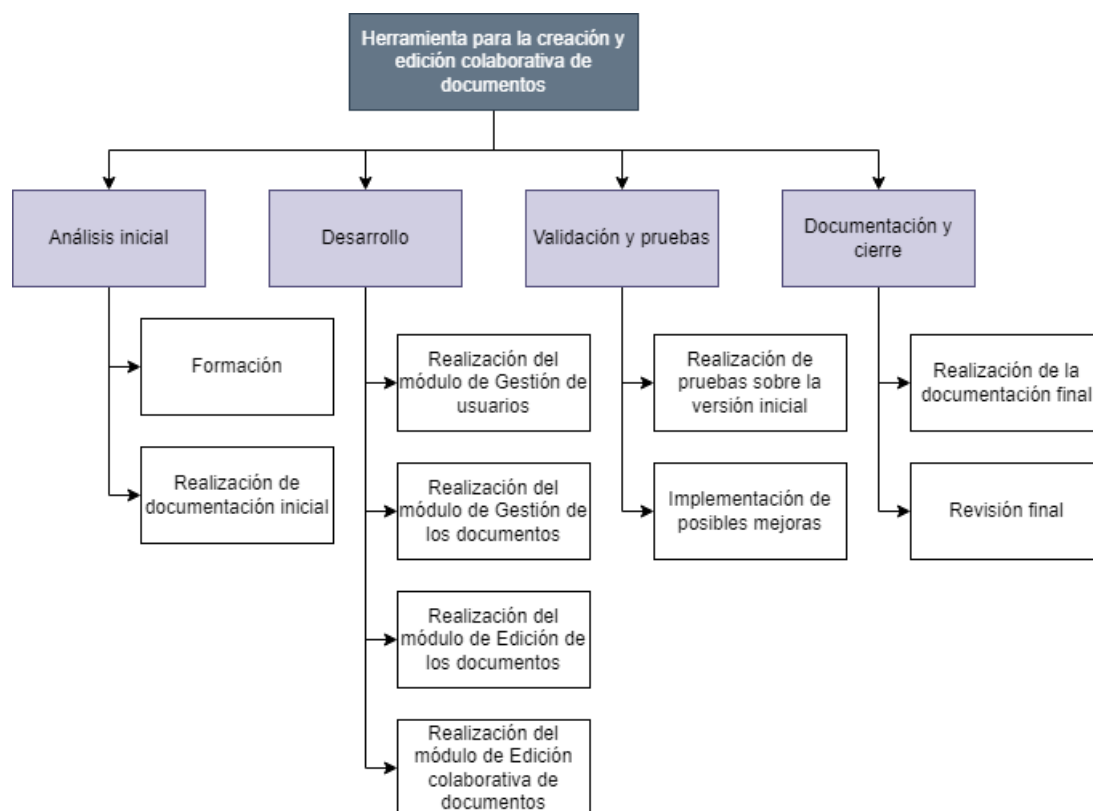 Herramienta para la creación y
edición colaborativa de
documentos
Análisis inicial
Desarrollo
Validación y pruebas
Documentación y
cierre
Formación
Realización de
documentación inicial
Realización del
módulo de Gestión de
usuarios
Realización del
módulo de Gestión de
los documentos
Realización del
módulo de Edición de
los documentos
Realización del
módulo de Edición
colaborativa de
documentos
Realización de
pruebas sobre la
versión inicial
Implementación de
posibles mejoras
Realización de la
documentación final
Revisión final